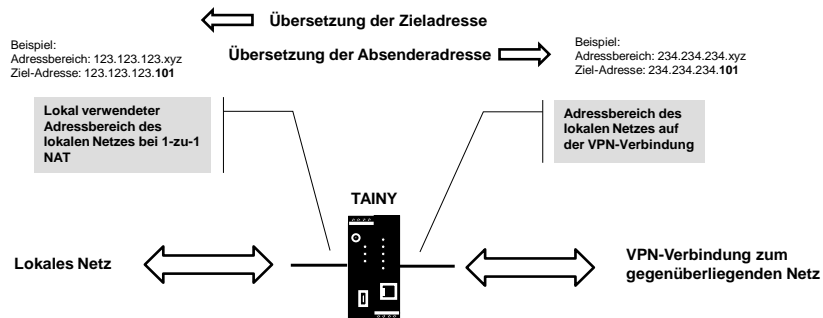 Übersetzung der Zieladresse
Beispiel:
Adressbereich: 123.123.123.xyz
Ziel-Adresse: 123.123.123.101
Übersetzung der Absenderadresse
Beispiel:
Adressbereich: 234.234.234.xyz
Ziel-Adresse: 234.234.234.101
Lokal verwendeter
Adressbereich des
lokalen Netzes bei 1-zu-1
NAT
Adressbereich des
lokalen Netzes auf
der VPN-Verbindung
TAINY
Lokales Netz
VPN-Verbindung zum
gegenüberliegenden Netz